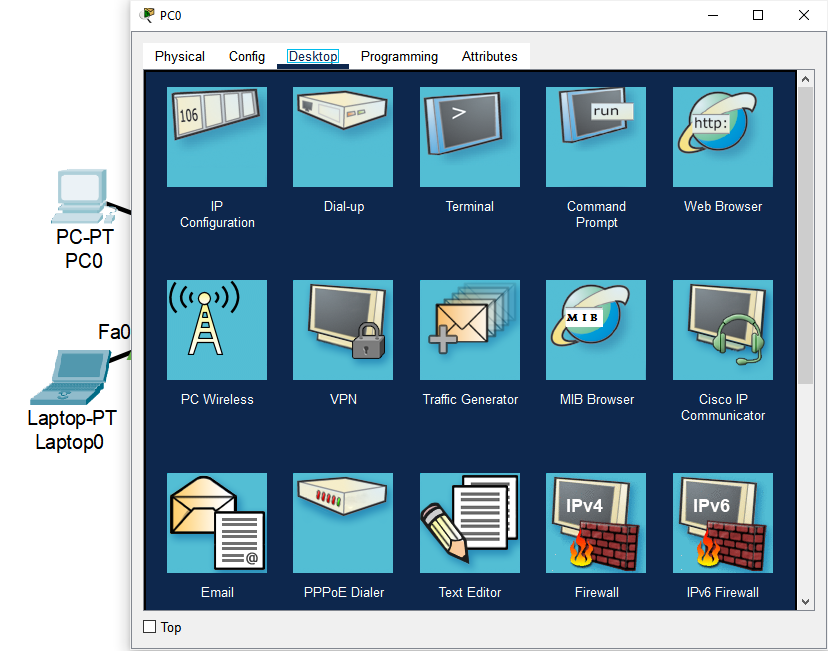 PC0
Physical Config Desktop Programming Attributes
106
>
run
http:
IP
Configuration
Dial-up
Terminal
Command
Prompt
Web Browser
PC-PT
PC0
MIB
PC Wireless
VPN
Traffic Generator
MIB Browser
Cisco IP
Communicator
Fa0
Laptop-PT
Laptop0
@
IPv4
IPv6
Email
PPPoE Dialer
Text Editor
Firewall
IPv6 Firewall
Top